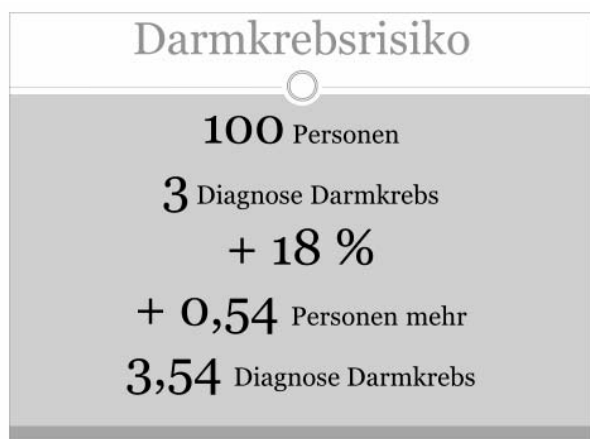 Darmkrebsrisiko
100 Personen
3 Diagnose Darmkrebs
+ 18 %
+ 0,54 Personen mehr
3,54 Diagnose Darmkrebs